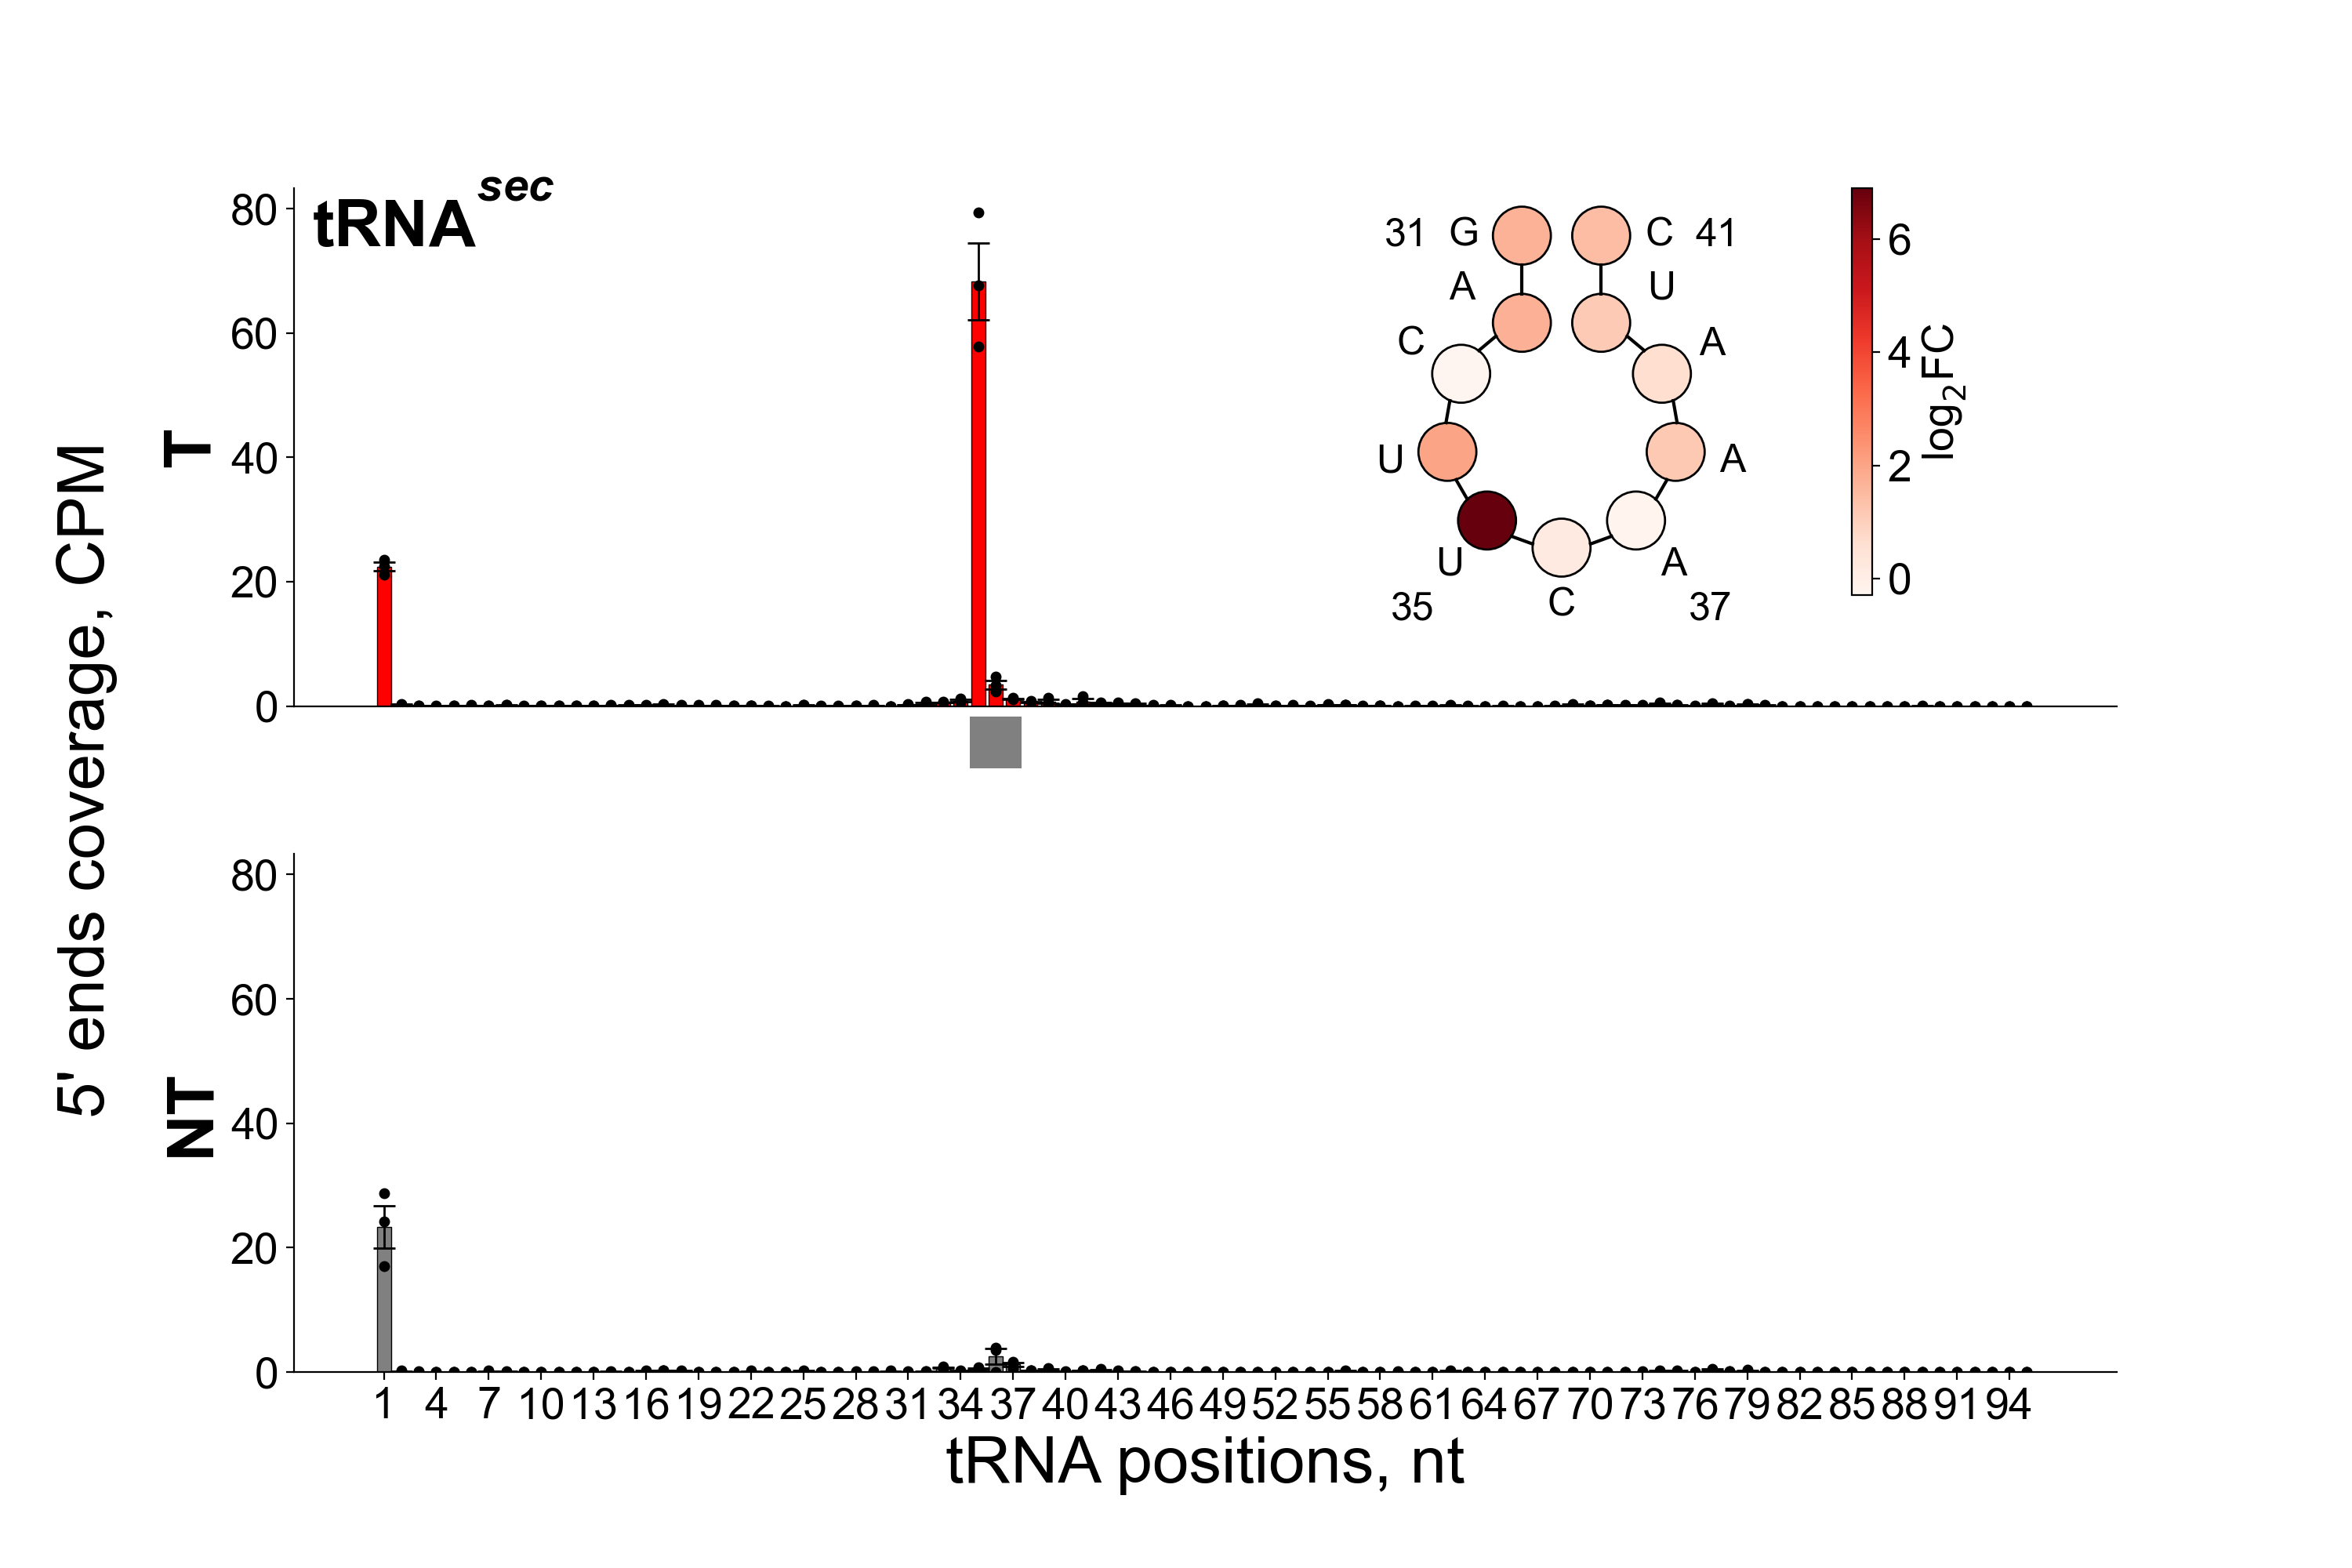 tRNAsec
5' ends coverage, CPM
T
80
60
40
20
0
31 G C 41
A U
C A
U A
U A
35 C 37
6
4
2
0
log2FC
NT
80
60
40
20
0
1 4 7 10 13 16 19 22 25 28 31 34 37 40 43 46 49 52 55 58 61 64 67 70 73 76 79 82 85 88 91 94
tRNA positions, nt